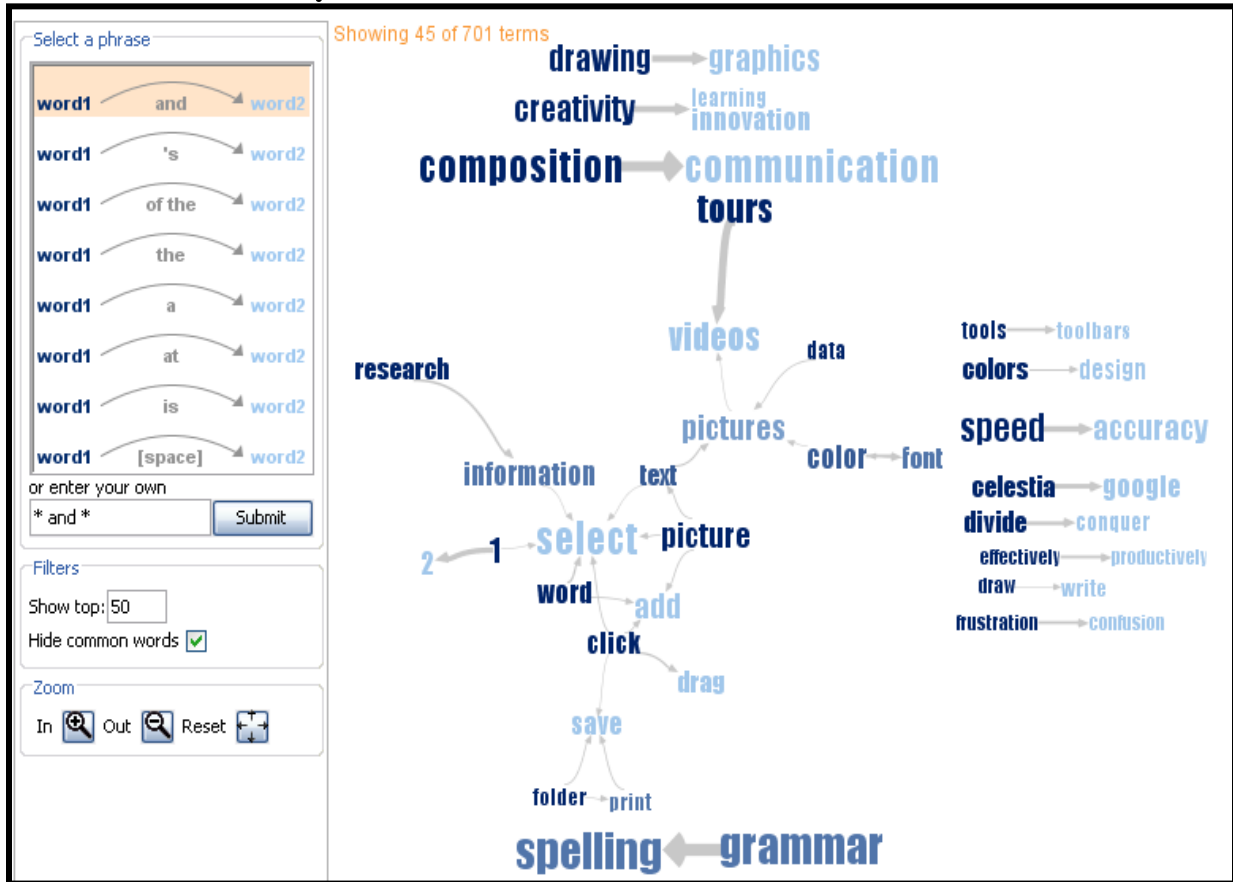 Select a phrase
word1 and word2
word1 's word2
word1 of the word2
word1 the word2
word1 a word2
word1 at word2
word1 is word2
word1 [space] word2
or enter your own
* and *
Submit
Filters
Show top: 50
Hide common words
Zoom
In Out Reset
Showing 45 of 701 terms
drawing graphics
creativity learning
innovation
composition communication
tours
videos
data
research
pictures
color font
information
text
select
picture
1
2
word
add
click
drag
save
folder print
spelling grammar
tools toolbars
colors design
speed accuracy
celestia google
divide conquer
effectively productively
draw write
frustration confusion